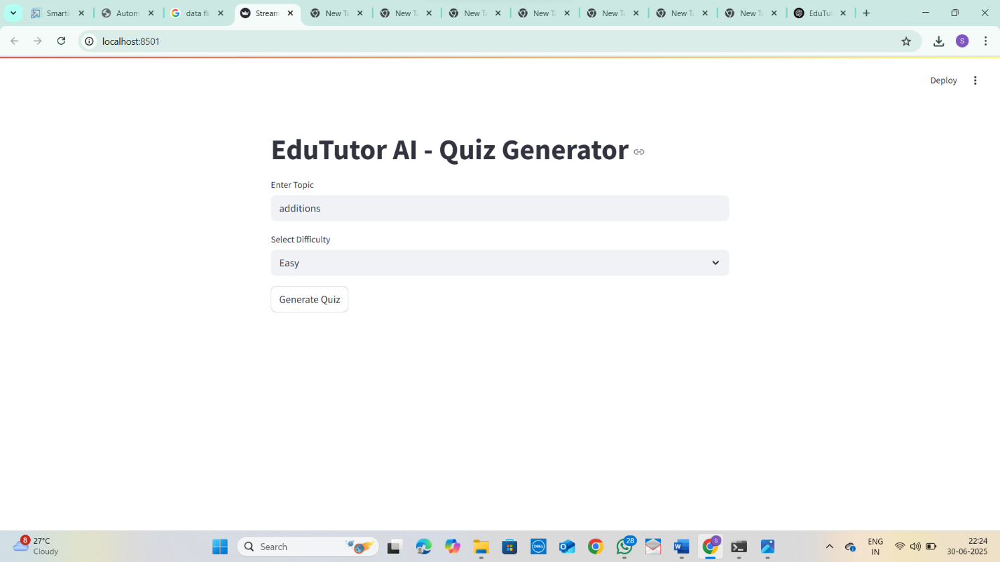 Smarti
Autom
data flo
Stream
New Ta
New Ta
New Ta
New Ta
New Ta
New Ta
New Ta
EduTut
localhost:8501
S
Deploy
EduTutor AI - Quiz Generator
Enter Topic
additions
Select Difficulty
Easy
Generate Quiz
8
27°C
Cloudy
Search
DELL
28
S
ENG
IN
22:24
30-06-2025